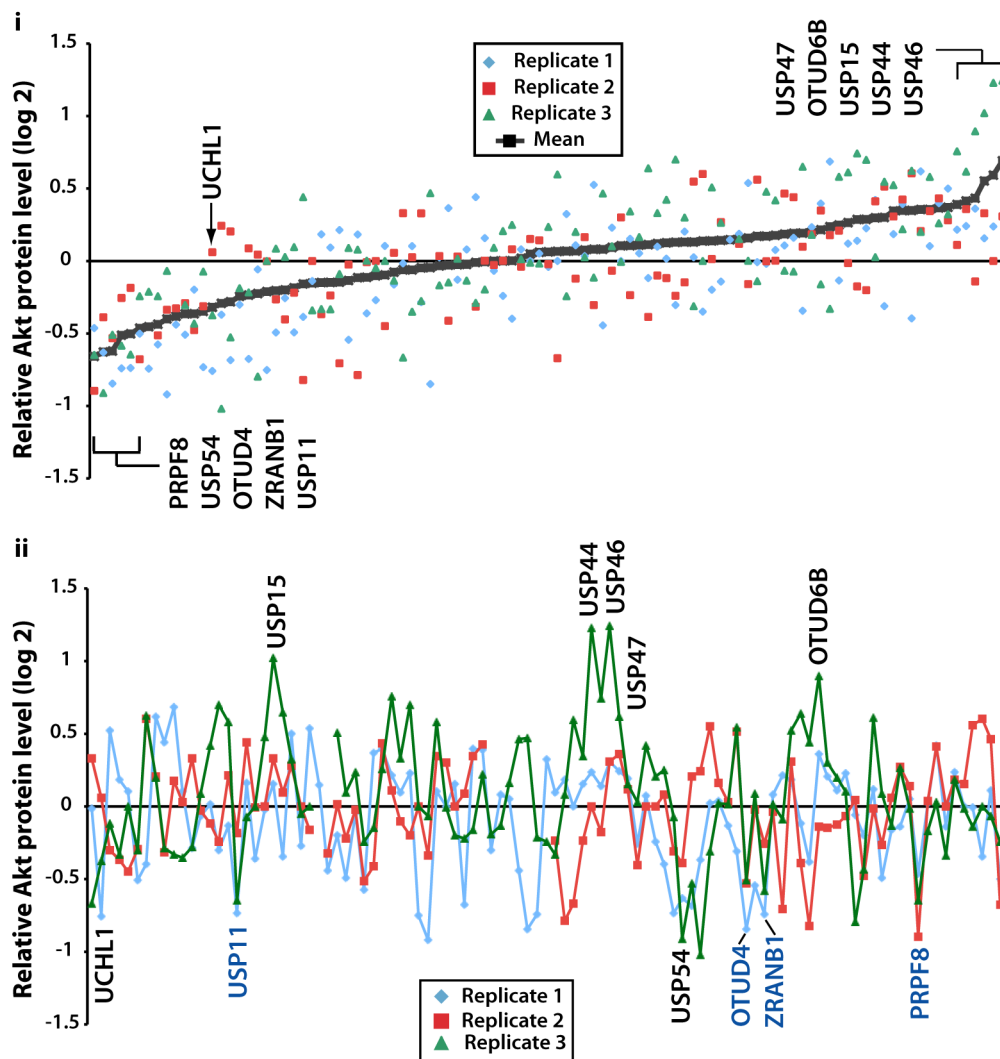 i
Relative Akt protein level (log 2)
1.5
1
0.5
0
-0.5
-1
-1.5
Replicate 1
Replicate 2
Replicate 3
Mean
UCHL1
USP47
OTUD6B
USP15
USP44
USP46
PRPF8
USP54
OTUD4
ZRANB1
USP11
ii
Relative Akt protein level (log 2)
1.5
1
0.5
0
-0.5
-1
-1.5
UCHL1
USP11
USP15
USP44
USP46
USP47
USP54
OTUD4
ZRANB1
OTUD6B
PRPF8
Replicate 1
Replicate 2
Replicate 3